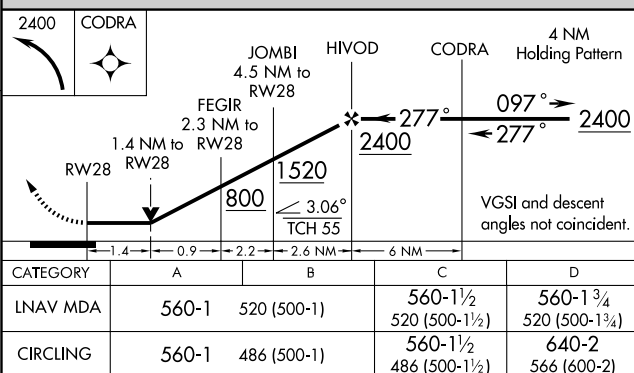 2400 CODRA
4 NM
Holding Pattern
JOMBI
4.5 NM to
RW28
HIVOD
CODRA
FEGIR
2.3 NM to
RW28
1.4 NM to
RW28
RW28
277°
097°
277°
2400
2400
1520
800
3.06°
TCH 55
VGSI and descent
angles not coincident.
1.4 0.9 2.2 2.6 NM 6 NM
CATEGORY A B C D
LNAV MDA 560-1 520 (500-1) 560-1½ 560-1¾
520 (500-1½) 520 (500-1¾)
CIRCLING 560-1 486 (500-1) 560-1½ 640-2
486 (500-1½) 566 (600-2)